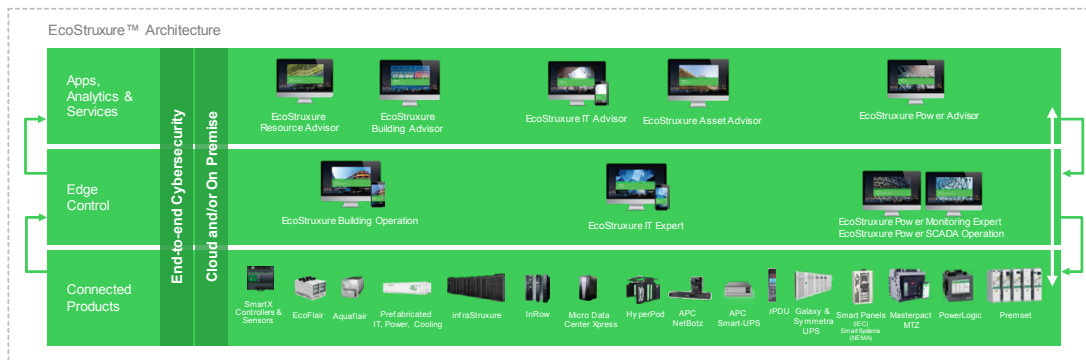 EcoStruxure™ Architecture
Apps,
Analytics &
Services
End-to-end Cybersecurity
Cloud and/or On Premise
EcoStruxure
Resource Advisor
EcoStruxure
Building Advisor
EcoStruxure IT Advisor
EcoStruxure Asset Advisor
EcoStruxure Power Advisor
Edge
Control
EcoStruxure Building Operation
EcoStruxure IT Expert
EcoStruxure Power Monitoring Expert
EcoStruxure Power SCADA Operation
Connected
Products
SmartX
Controllers &
Sensors
EcoFlair
Aquaflair
Prefabricated
IT, Power, Cooling
infraStruxure
InRow
Micro Data
Center Xpress
HyperPod
APC
NetBotz
APC
Smart-UPS
rPDU
Galaxy &
Symmetra
UPS
Smart Panels
(IEC)
SmartSystems
(NEMA)
Masterpact
MTZ
PowerLogic
Premset